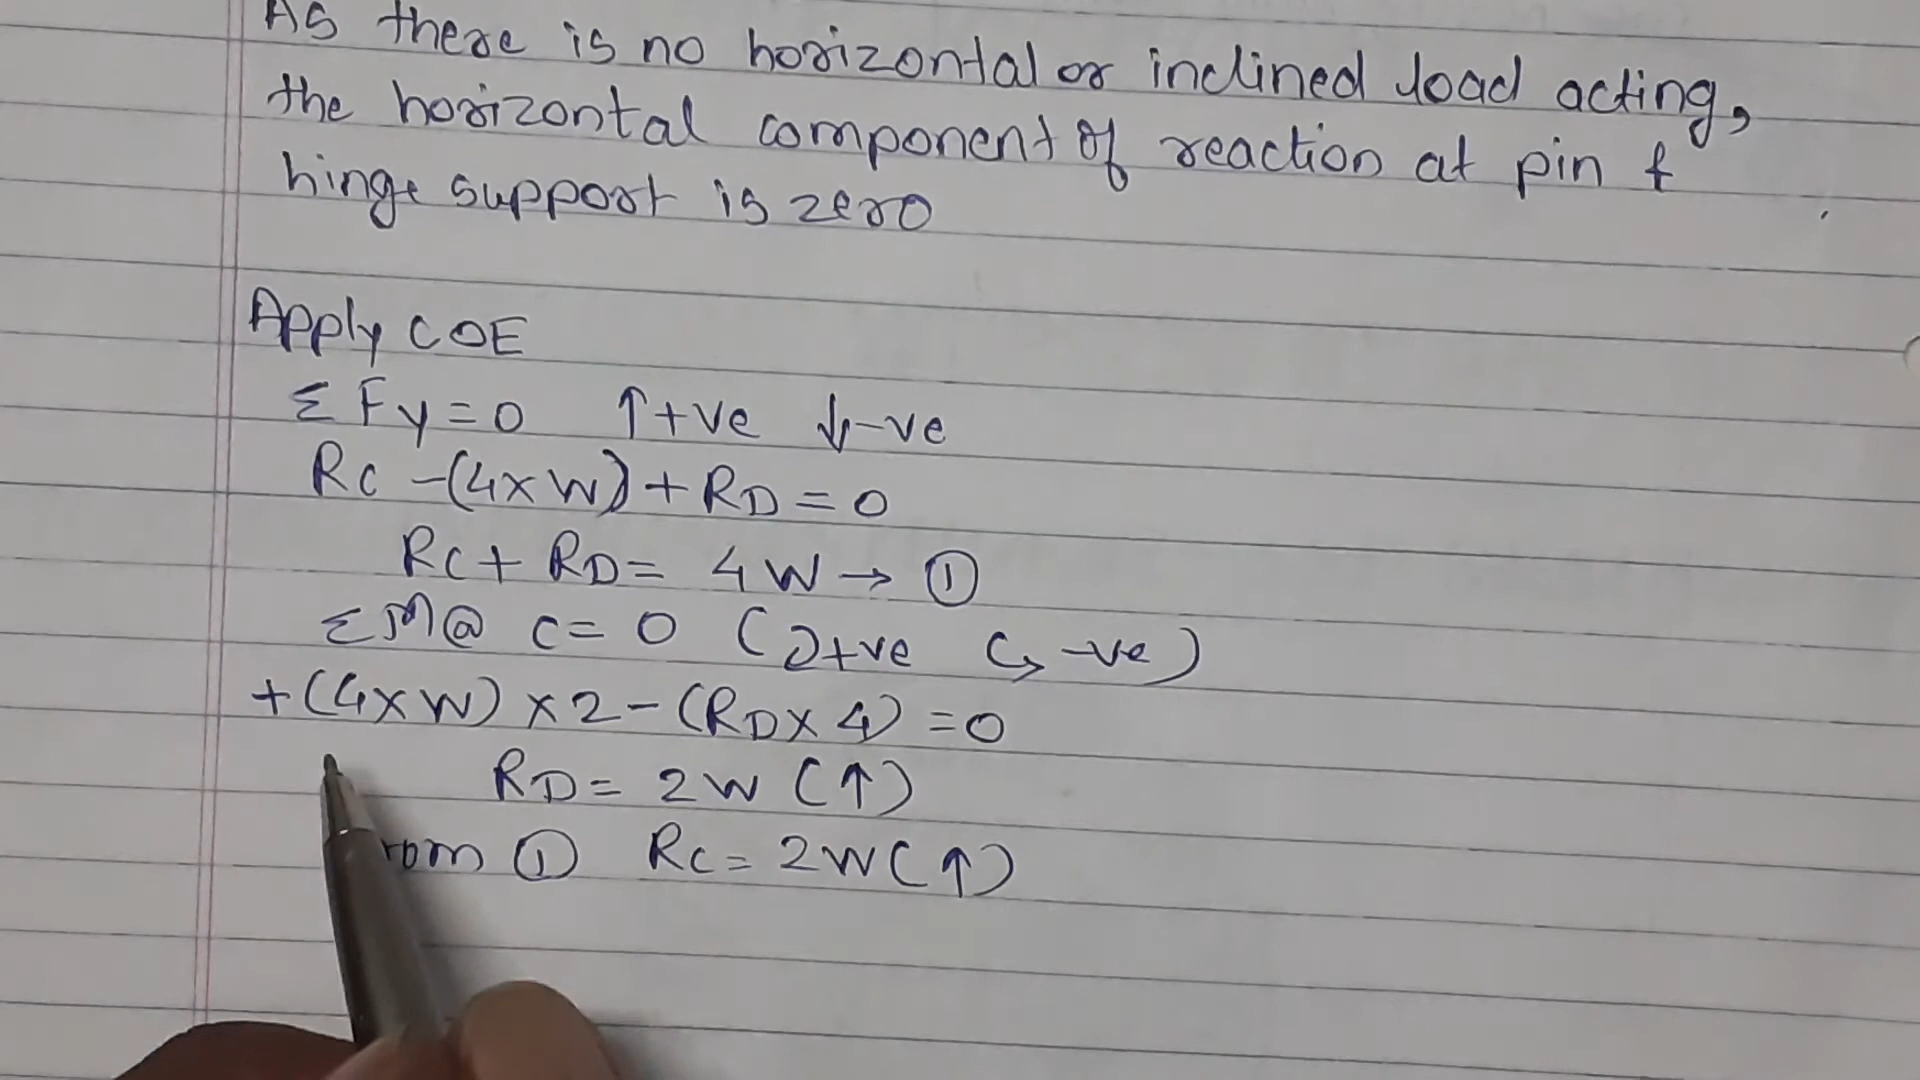 As there is no horizontal or inclined load acting,
the horizontal component of reaction at pin &
hinge support is zero
Apply COE
ΣFy=0 ↑+ve ↓-ve
Rc -(4×W)+RD=0
Rc+RD= 4W→ ①
ΣM@ c=0 (↻+ve ↺-ve)
+(4×W)×2-(RD×4)=0
RD= 2W (↑)
rom ① Rc= 2W(↑)